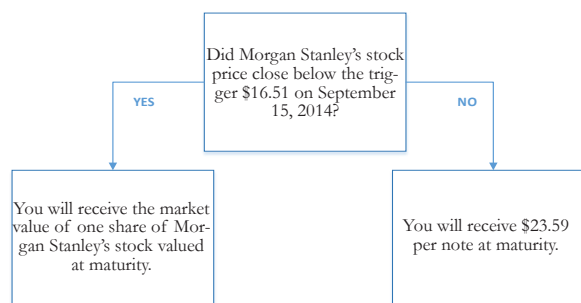 Did Morgan Stanley's stock
price close below the trig-
ger $16.51 on September
15, 2014?
YES
NO
You will receive the market
value of one share of Mor-
gan Stanley's stock valued
at maturity.
You will receive $23.59
per note at maturity.